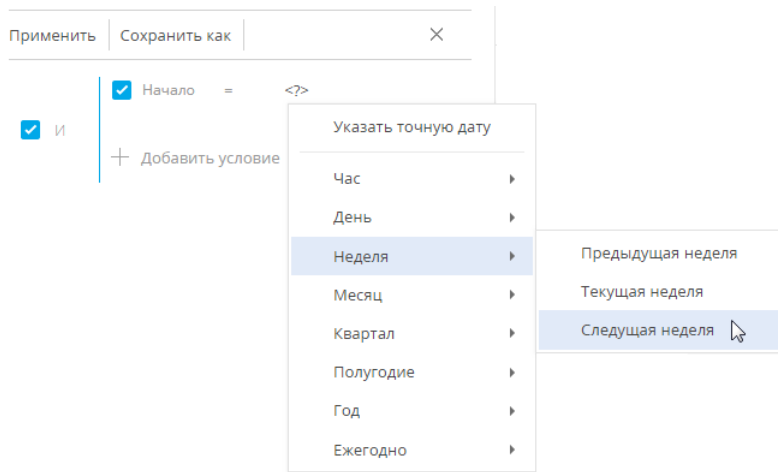 Применить Сохранить как
Начало = <?>
И
Указать точную дату
Добавить условие
Час
День
Неделя
Предыдущая неделя
Месяц
Текущая неделя
Квартал
Следущая неделя
Полугодие
Год
Ежегодно